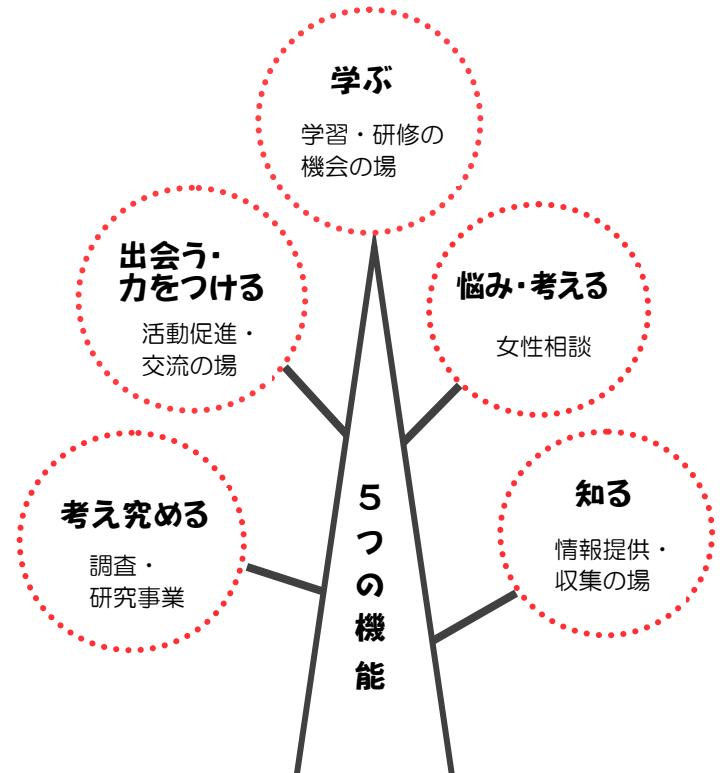 学ぶ
学習・研修の
機会の場
出会う・
力をつける
活動促進・
交流の場
悩み・考える
女性相談
考え究める
調査・
研究事業
知る
情報提供・
収集の場
５つの機能